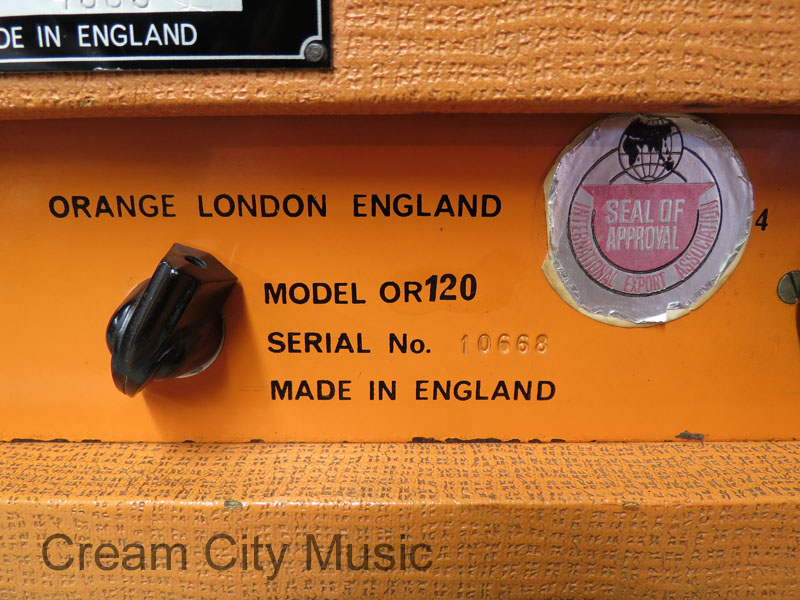 DE IN ENGLAND
ORANGE LONDON ENGLAND
SEAL OF
APPROVAL
INTERNATIONAL EXPORT ASSOCIATION
4
MODEL OR120
SERIAL No. 10668
MADE IN ENGLAND
Cream City Music